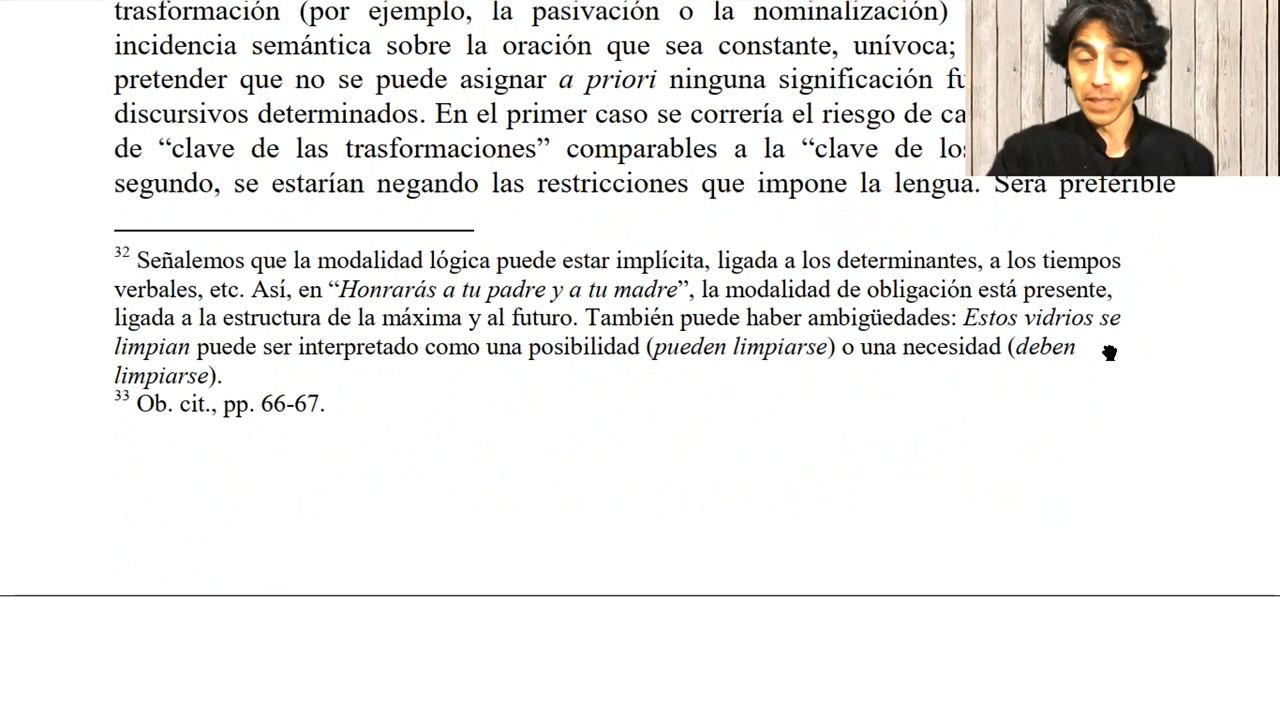 trasformación (por ejemplo, la pasivación o la nominalización)
incidencia semántica sobre la oración que sea constante, unívoca;
pretender que no se puede asignar a priori ninguna significación
discursivos determinados. En el primer caso se correría el riesgo de
de “clave de las trasformaciones” comparables a la “clave de
segundo, se estarían negando las restricciones que impone la lengua. Será preferible
32 Señalemos que la modalidad lógica puede estar implícita, ligada a los determinantes, a los tiempos
verbales, etc. Así, en “Honrarás a tu padre y a tu madre”, la modalidad de obligación está presente,
ligada a la estructura de la máxima y al futuro. También puede haber ambigüedades: Estos vidrios se
limpian puede ser interpretado como una posibilidad (pueden limpiarse) o una necesidad (deben
limpiarse).
33 Ob. cit., pp. 66-67.